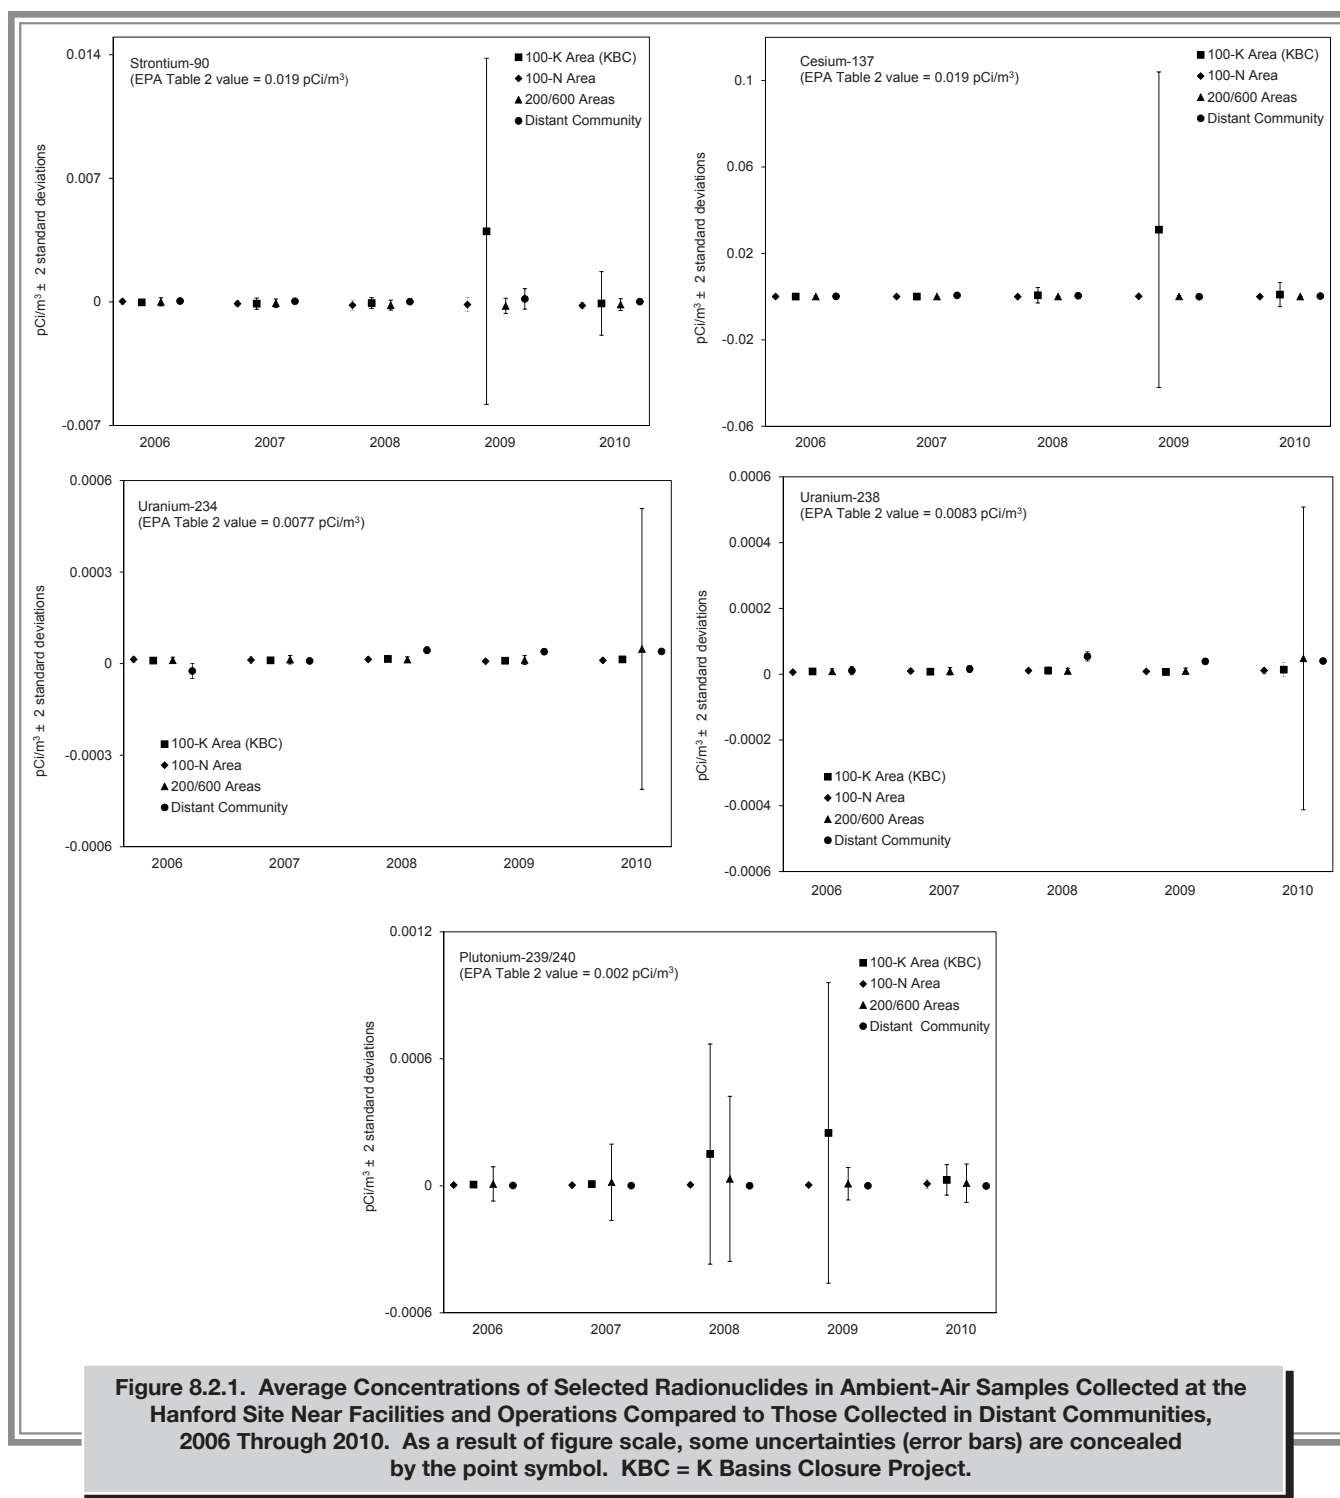 Strontium-90
(EPA Table 2 value = 0.019 pCi/m³)
100-K Area (KBC)
100-N Area
200/600 Areas
Distant Community
pCi/m³ ± 2 standard deviations
0.014
0.007
0
-0.007
2006 2007 2008 2009 2010
Cesium-137
(EPA Table 2 value = 0.019 pCi/m³)
100-K Area (KBC)
100-N Area
200/600 Areas
Distant Community
pCi/m³ ± 2 standard deviations
0.1
0.06
0.02
-0.02
-0.06
2006 2007 2008 2009 2010
Uranium-234
(EPA Table 2 value = 0.0077 pCi/m³)
pCi/m³ ± 2 standard deviations
0.0006
0.0003
0
-0.0003
-0.0006
100-K Area (KBC)
100-N Area
200/600 Areas
Distant Community
2006 2007 2008 2009 2010
Uranium-238
(EPA Table 2 value = 0.0083 pCi/m³)
pCi/m³ ± 2 standard deviations
0.0006
0.0004
0.0002
0
-0.0002
-0.0004
-0.0006
100-K Area (KBC)
100-N Area
200/600 Areas
Distant Community
2006 2007 2008 2009 2010
Plutonium-239/240
(EPA Table 2 value = 0.002 pCi/m³)
100-K Area (KBC)
100-N Area
200/600 Areas
Distant Community
pCi/m³ ± 2 standard deviations
0.0012
0.0006
0
-0.0006
2006 2007 2008 2009 2010
Figure 8.2.1. Average Concentrations of Selected Radionuclides in Ambient-Air Samples Collected at the
Hanford Site Near Facilities and Operations Compared to Those Collected in Distant Communities,
2006 Through 2010. As a result of figure scale, some uncertainties (error bars) are concealed
by the point symbol. KBC = K Basins Closure Project.